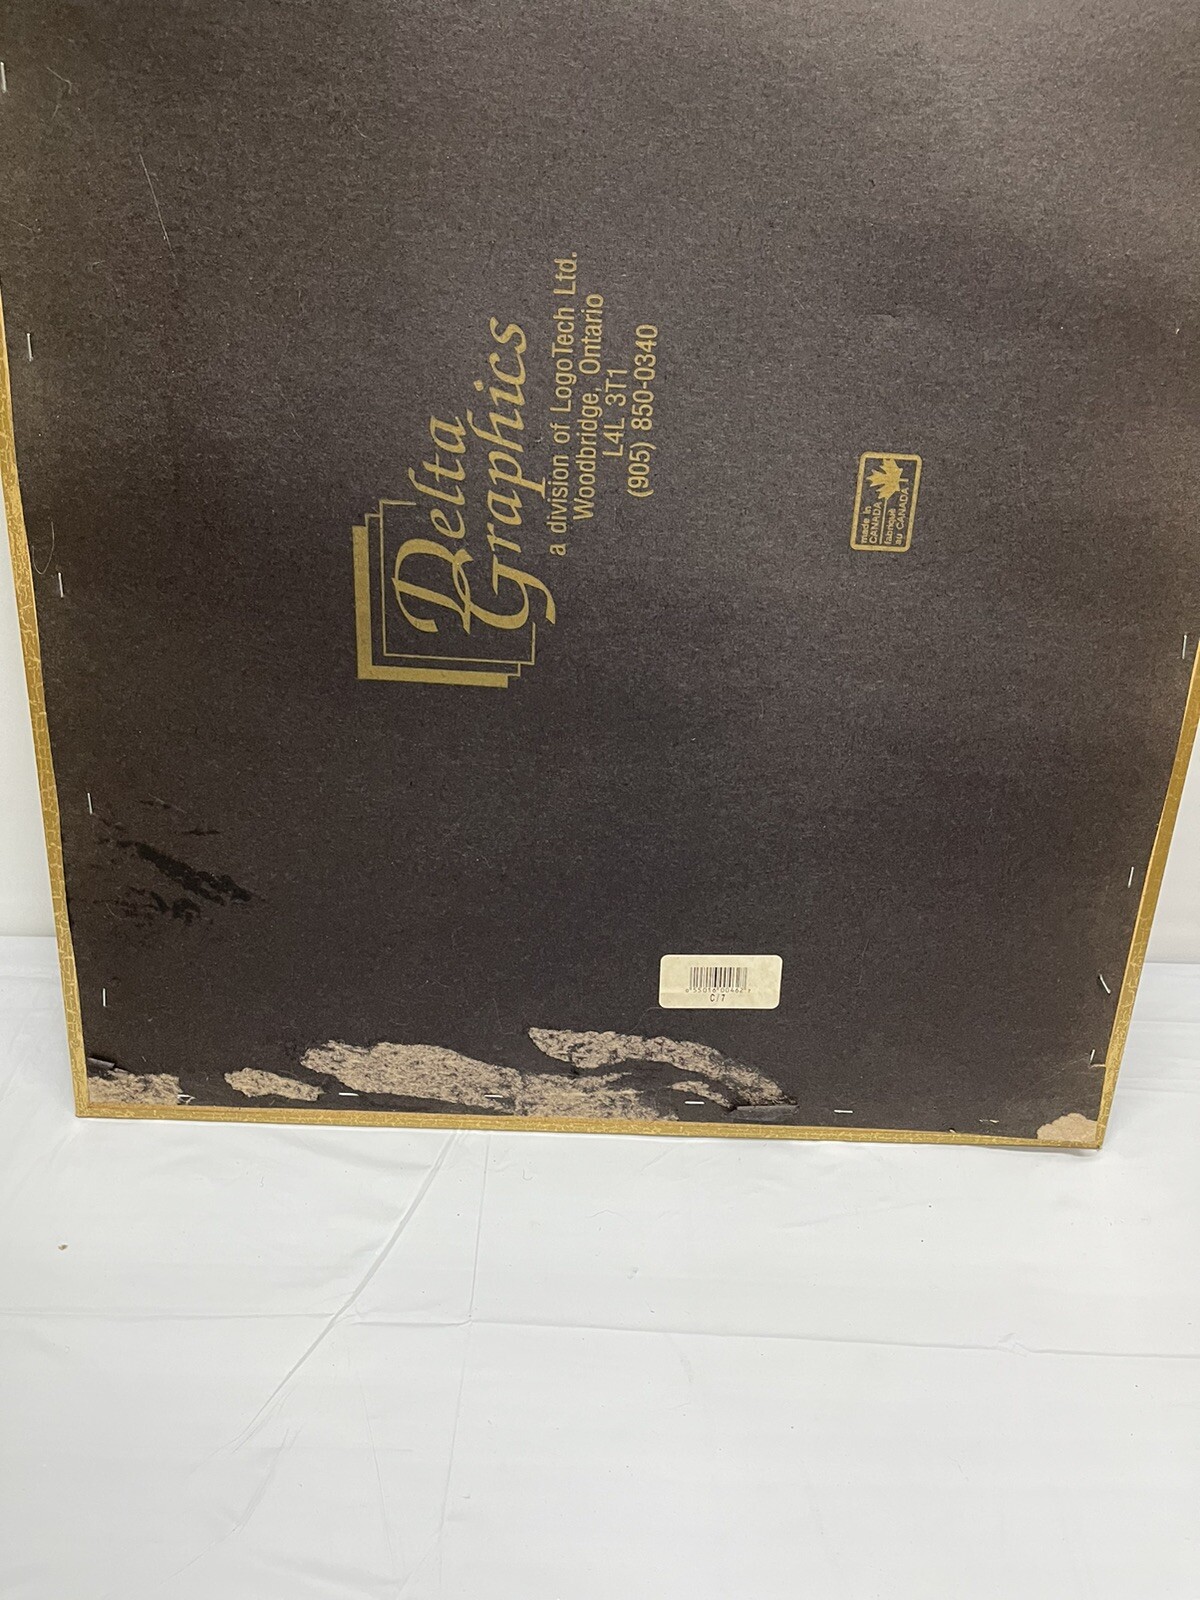 Delta
Graphics
a division of LogoTech Ltd.
Woodbridge, Ontario
L4L 3T1
(905) 850-0340
made in
CANADA
fabriqué
au CANADA
C/7